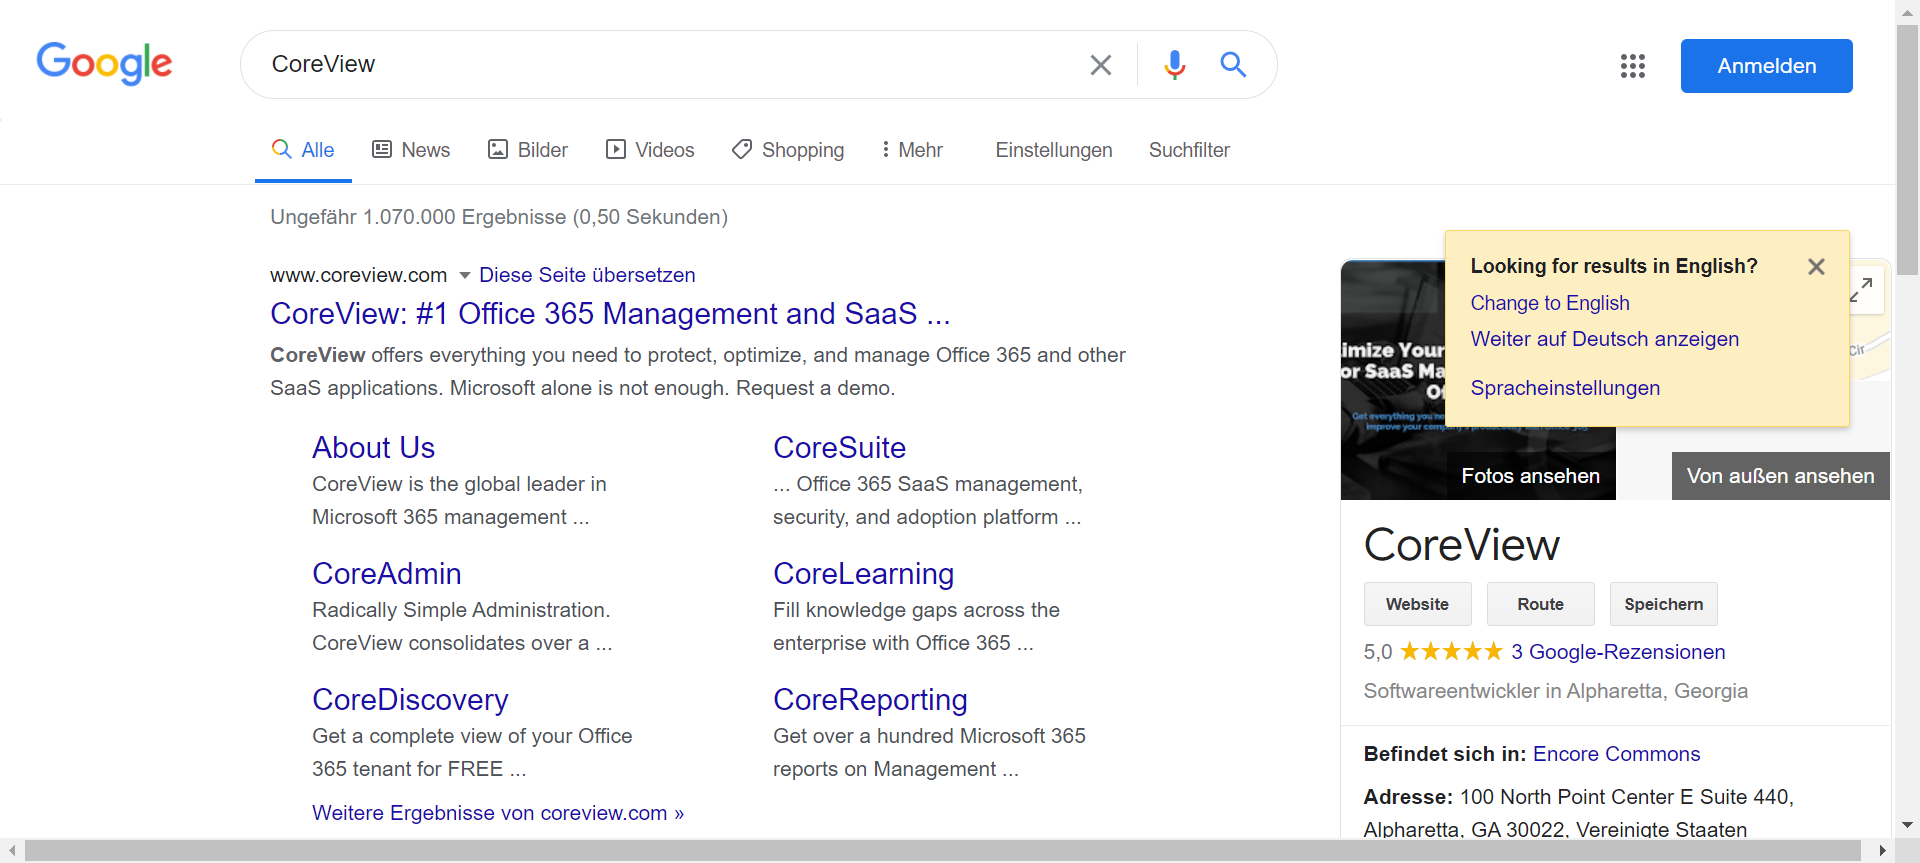 Google
CoreView
Anmelden
Alle
News
Bilder
Videos
Shopping
Mehr
Einstellungen
Suchfilter
Ungefähr 1.070.000 Ergebnisse (0,50 Sekunden)
www.coreview.com Diese Seite übersetzen
CoreView: #1 Office 365 Management and SaaS ...
CoreView offers everything you need to protect, optimize, and manage Office 365 and other
SaaS applications. Microsoft alone is not enough. Request a demo.
About Us
CoreView is the global leader in
Microsoft 365 management ...
CoreSuite
... Office 365 SaaS management,
security, and adoption platform ...
CoreAdmin
Radically Simple Administration.
CoreView consolidates over a ...
CoreLearning
Fill knowledge gaps across the
enterprise with Office 365 ...
CoreDiscovery
Get a complete view of your Office
365 tenant for FREE ...
CoreReporting
Get over a hundred Microsoft 365
reports on Management ...
Weitere Ergebnisse von coreview.com »
Looking for results in English?
Change to English
Weiter auf Deutsch anzeigen
Spracheinstellungen
Your
or SaaS
Get everything you
improve your
Cir
Fotos ansehen
Von außen ansehen
CoreView
Website
Route
Speichern
5,0 ★★★★★ 3 Google-Rezensionen
Softwareentwickler in Alpharetta, Georgia
Befindet sich in: Encore Commons
Adresse: 100 North Point Center E Suite 440,
Alpharetta, GA 30022, Vereinigte Staaten